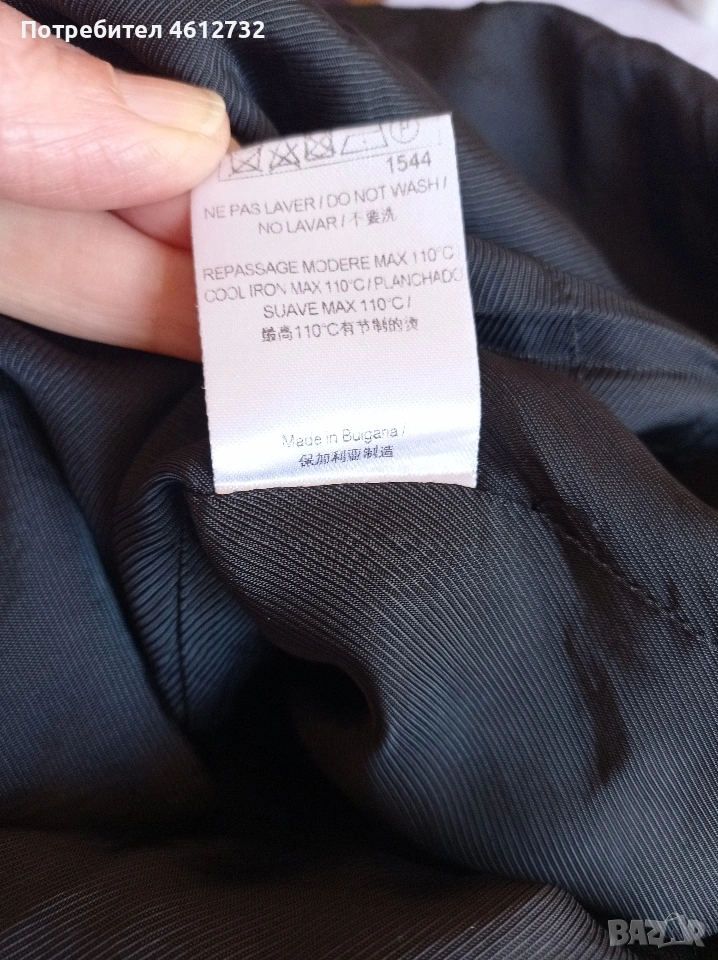 Потребител 4612732
P
1544
NE PAS LAVER / DO NOT WASH /
NO LAVAR / 不要洗
REPASSAGE MODERE MAX 110°C
COOL IRON MAX 110°C / PLANCHADO
SUAVE MAX 110°C /
最高110°C有节制的烫
Made in Bulgaria /
保加利亚制造
BAZAR